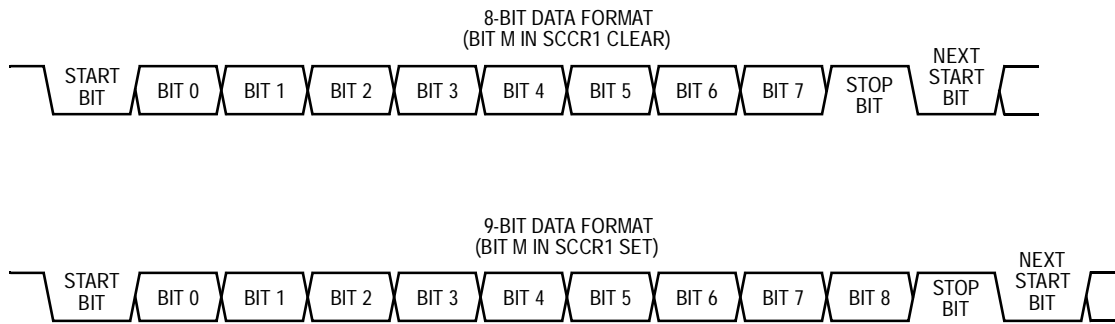 8-BIT DATA FORMAT
(BIT M IN SCCR1 CLEAR)
START BIT
BIT 0
BIT 1
BIT 2
BIT 3
BIT 4
BIT 5
BIT 6
BIT 7
STOP BIT
NEXT START BIT
9-BIT DATA FORMAT
(BIT M IN SCCR1 SET)
START BIT
BIT 0
BIT 1
BIT 2
BIT 3
BIT 4
BIT 5
BIT 6
BIT 7
BIT 8
STOP BIT
NEXT START BIT